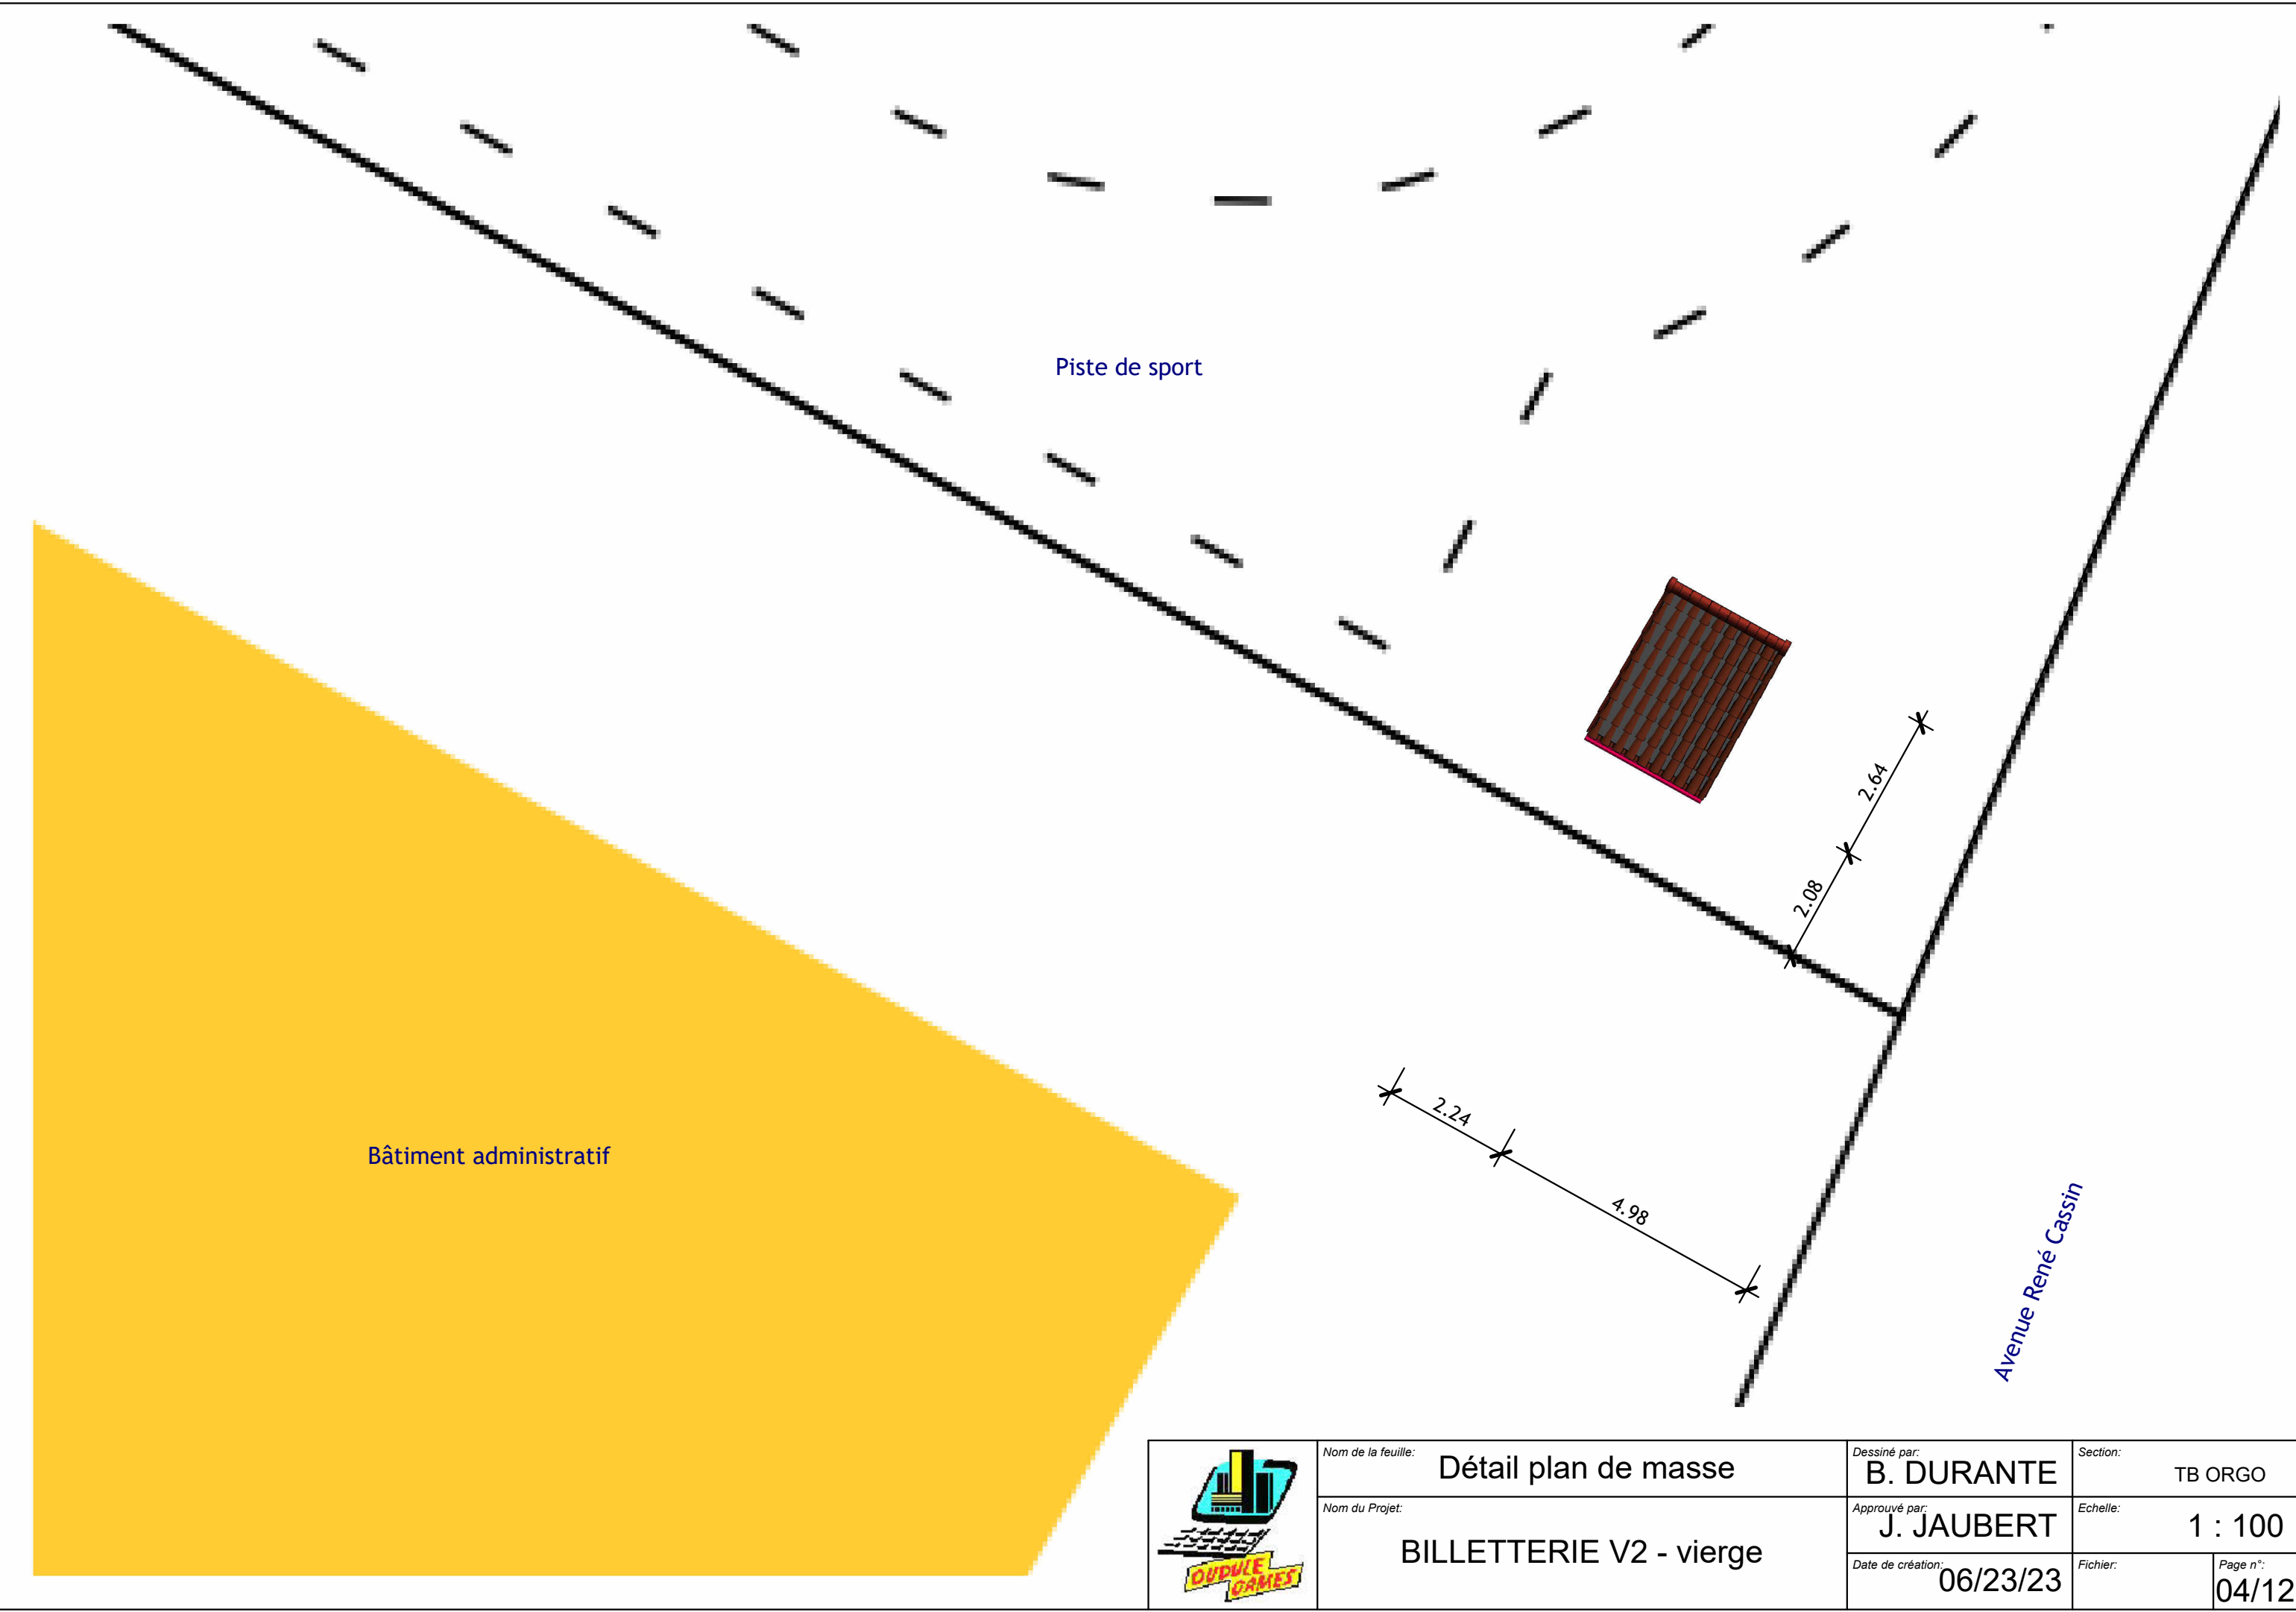 Piste de sport
2.64
2.08
2.24
4.98
Bâtiment administratif
Avenue René Cassin
OUDULE
GAMES
Nom de la feuille:
Détail plan de masse
Nom du Projet:
BILLETTERIE V2 - vierge
Dessiné par:
B. DURANTE
Section:
TB ORGO
Approuvé par:
J. JAUBERT
Echelle:
1 : 100
Date de création:
06/23/23
Fichier:
Page n°:
04/12